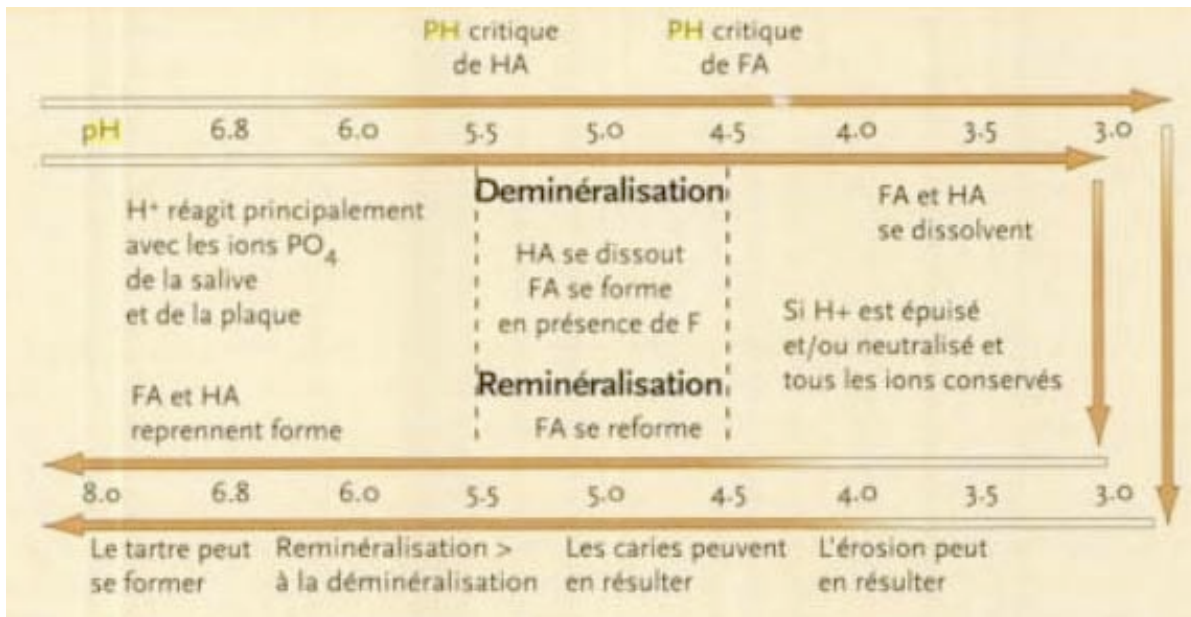 PH critique
de HA
PH critique
de FA
pH 6.8 6.0 5.5 5.0 4.5 4.0 3.5 3.0
H⁺ réagit principalement
avec les ions PO₄
de la salive
et de la plaque
Deminéralisation
HA se dissout
FA se forme
en présence de F
FA et HA
se dissolvent
Si H+ est épuisé
et/ou neutralisé et
tous les ions conservés
FA et HA
reprennent forme
Reminéralisation
FA se reforme
8.0 6.8 6.0 5.5 5.0 4.5 4.0 3.5 3.0
Le tartre peut
se former
Reminéralisation >
à la déminéralisation
Les caries peuvent
en résulter
L'érosion peut
en résulter